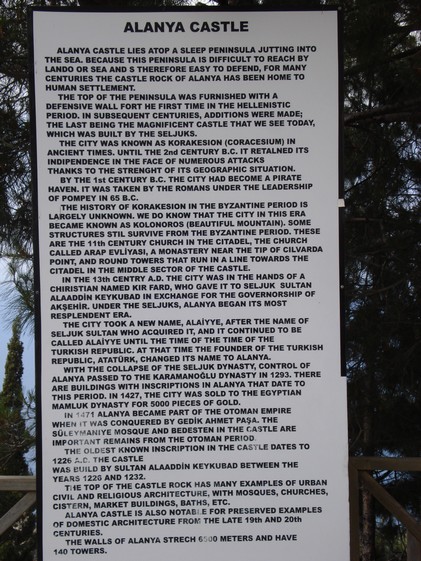 ALANYA CASTLE
ALANYA CASTLE LIES ATOP A SLEEP PENINSULA JUTTING INTO
THE SEA. BECAUSE THIS PENINSULA IS DIFFICULT TO REACH BY
LANDO OR SEA AND S THEREFORE EASY TO DEFEND, FOR MANY
CENTURIES THE CASTLE ROCK OF ALANYA HAS BEEN HOME TO
HUMAN SETTLEMENT.
THE TOP OF THE PENINSULA WAS FURNISHED WITH A
DEFENSIVE WALL FORT HE FIRST TIME IN THE HELLENISTIC
PERIOD. IN SUBSEQUENT CENTURIES, ADDITIONS WERE MADE;
THE LAST BEING THE MAGNIFICENT CASTLE THAT WE SEE TODAY,
WHICH WAS BUILT BY THE SELJUKS.
THE CITY WAS KNOWN AS KORAKESION (CORACESIUM) IN
ANCIENT TIMES. UNTIL THE 2nd CENTURY B.C. IT RETALNED ITS
INDIPENDENCE IN THE FACE OF NUMEROUS ATTACKS
THANKS TO THE STRENGHT OF ITS GEOGRAPHIC SITUATION.
BY THE 1st CENTURY B.C. THE CITY HAD BECOME A PIRATE
HAVEN. IT WAS TAKEN BY THE ROMANS UNDER THE LEADERSHIP
OF POMPEY IN 65 B.C.
THE HISTORY OF KORAKESION IN THE BYZANTINE PERIOD IS
LARGELY UNKNOWN. WE DO KNOW THAT THE CITY IN THIS ERA
BECAME KNOWN AS KOLONOROS (BEAUTIFUL MOUNTAIN). SOME
STRUCTURES STIL SURVIVE FROM THE BYZANTINE PERIOD. THESE
ARE THE 11th CENTURY CHURCH IN THE CITADEL, THE CHURCH
CALLED ARAP EVLİYASI, A MONASTERY NEAR THE TIP OF CILVARDA
POINT, AND ROUND TOWERS THAT RUN IN A LINE TOWARDS THE
CITADEL IN THE MIDDLE SECTOR OF THE CASTLE.
IN THE 13th CENTRY A.D. THE CITY WAS IN THE HANDS OF A
CHIRISTIAN NAMED KIR FARD, WHO GAVE IT TO SELJUK SULTAN
ALAADDİN KEYKUBAD IN EXCHANGE FOR THE GOVERNORSHIP OF
AKŞEHİR. UNDER THE SELJUKS, ALANYA BEGAN ITS MOST
RESPLENDENT ERA.
THE CITY TOOK A NEW NAME, ALAİYYE, AFTER THE NAME OF
SELJUK SULTAN WHO ACQUIRED IT, AND IT CONTINUED TO BE
CALLED ALAİYYE UNTIL THE TIME OF THE TIME OF THE
TURKISH REPUBLIC. AT THAT TIME THE FOUNDER OF THE TURKISH
REPUBLIC, ATATÜRK, CHANGED ITS NAME TO ALANYA.
WITH THE COLLAPSE OF THE SELJUK DYNASTY, CONTROL OF
ALANYA PASSED TO THE KARAMANOĞLU DYNASTY IN 1293. THERE
ARE BUILDINGS WITH INSCRIPTIONS IN ALANYA THAT DATE TO
THIS PERIOD. IN 1427, THE CITY WAS SOLD TO THE EGYPTIAN
MAMLUK DYNASTY FOR 5000 PIECES OF GOLD.
IN 1471 ALANYA BECAME PART OF THE OTOMAN EMPIRE
WHEN IT WAS CONQUERED BY GEDİK AHMET PAŞA. THE
SÜLEYMANIYE MOSQUE AND BEDESTEN IN THE CASTLE ARE
IMPORTANT REMAINS FROM THE OTOMAN PERIOD.
THE OLDEST KNOWN INSCRIPTION IN THE CASTLE DATES TO
1226 A.D. THE CASTLE
WAS BUILD BY SULTAN ALAADDİN KEYKUBAD BETWEEN THE
YEARS 1226 AND 1232.
THE TOP OF THE CASTLE ROCK HAS MANY EXAMPLES OF URBAN
CIVIL AND RELIGIOUS ARCHITECTURE, WITH MOSQUES, CHURCHES,
CISTERN, MARKET BUILDINGS, BATHS, ETC.
ALANYA CASTLE IS ALSO NOTABLE FOR PRESERVED EXAMPLES
OF DOMESTIC ARCHITECTURE FROM THE LATE 19th AND 20th
CENTURIES.
THE WALLS OF ALANYA STRECH 6500 METERS AND HAVE
140 TOWERS.